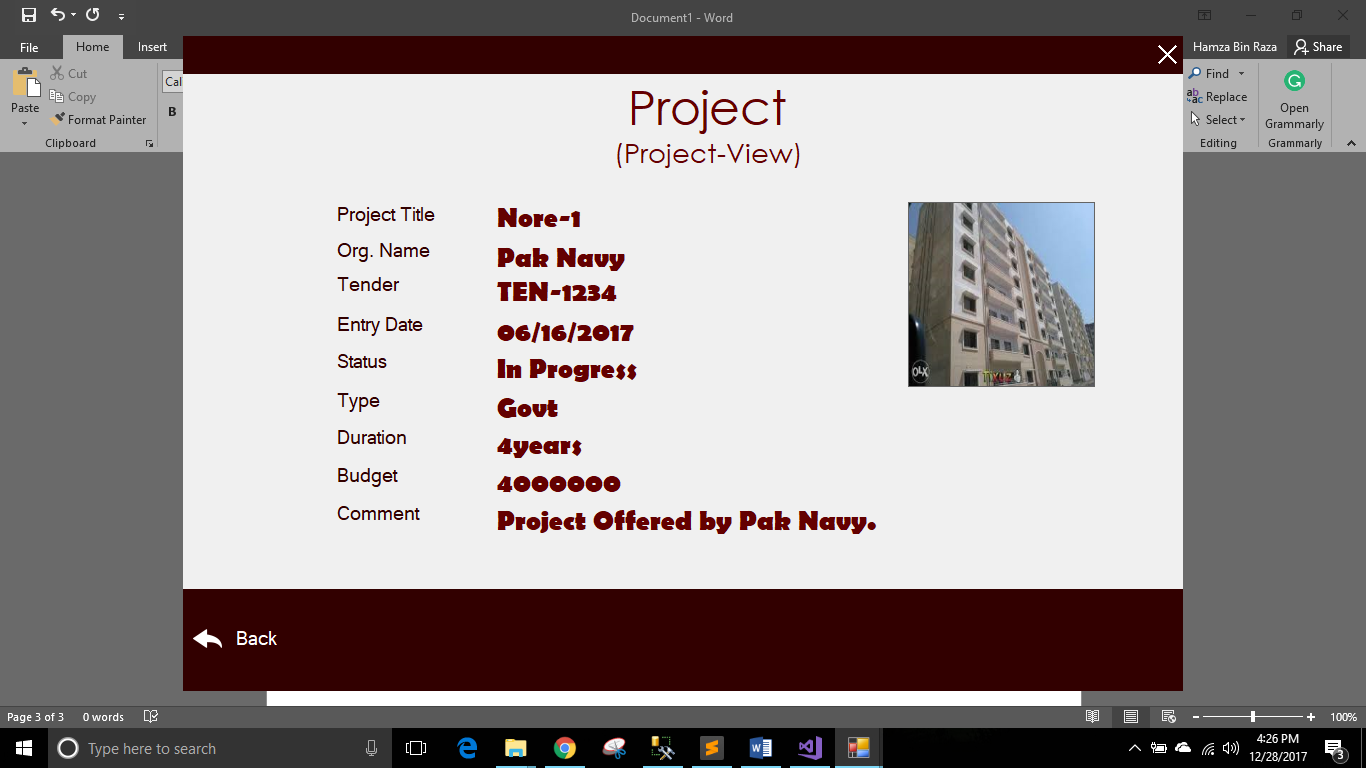 Document1 - Word
File Home Insert
Hamza Bin Raza Share
Paste
Cut
Copy
Format Painter
Clipboard
Cal
B
Find
Replace
Select
Editing
Open
Grammarly
Grammarly
Project
(Project-View)
Project Title Nore-1
Org. Name Pak Navy
Tender TEN-1234
Entry Date 06/16/2017
Status In Progress
Type Govt
Duration 4years
Budget 4000000
Comment Project Offered by Pak Navy.
OLX
Back
Page 3 of 3 0 words 100%
Type here to search
4:26 PM
12/28/2017
3